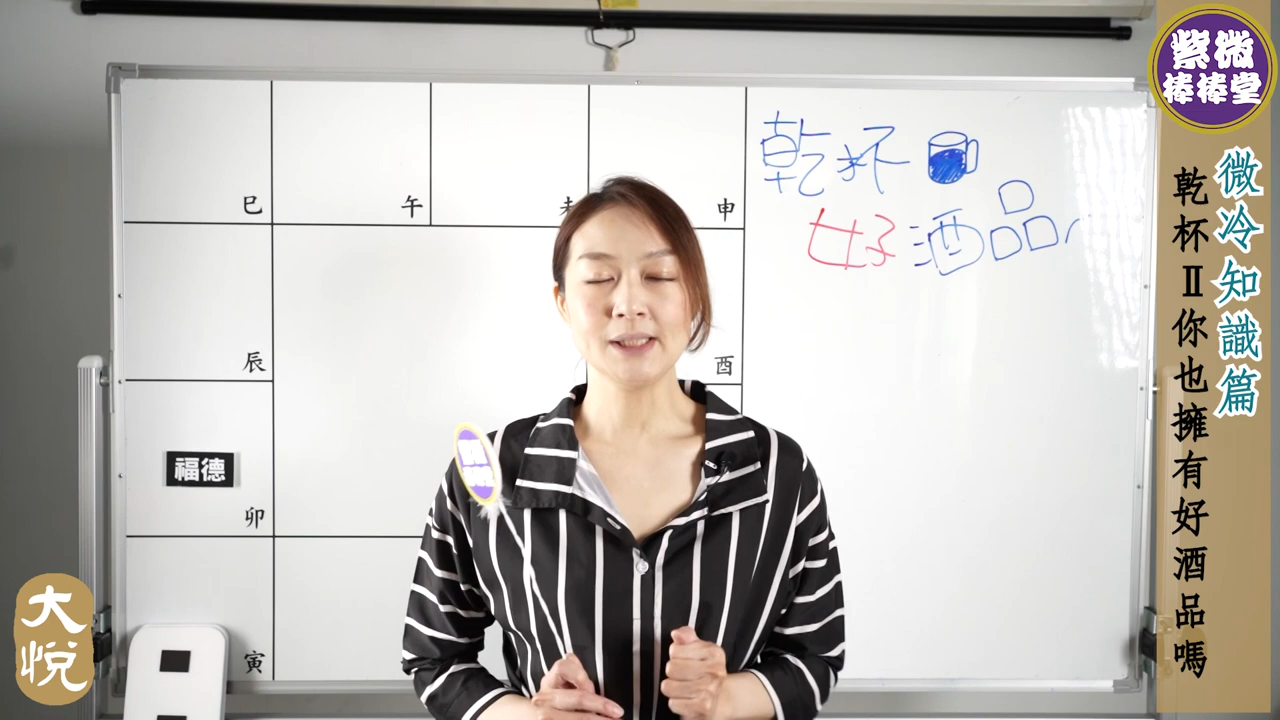 紫微
棒棒堂
微冷知識篇
乾杯Ⅱ你也擁有好酒品嗎
乾杯
好酒品
巳
午
申
辰
酉
福德
卯
寅
大悅